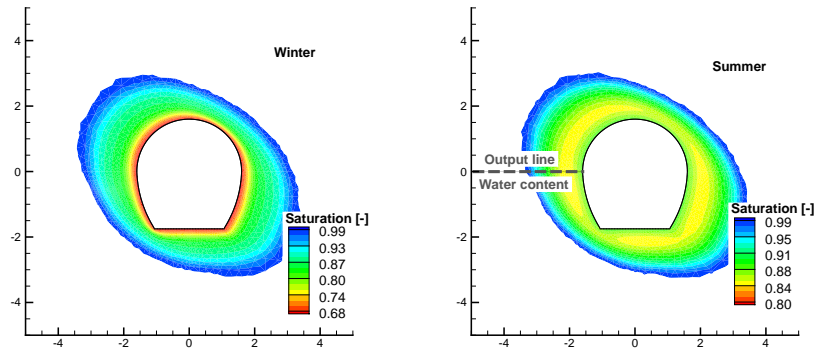 Winter
4
2
0
-2
-4
-4 -2 0 2 4
Saturation [-]
0.99
0.93
0.87
0.80
0.74
0.68
Summer
4
2
0
-2
-4
-4 -2 0 2 4
Output line
Water content
Saturation [-]
0.99
0.95
0.91
0.88
0.84
0.80